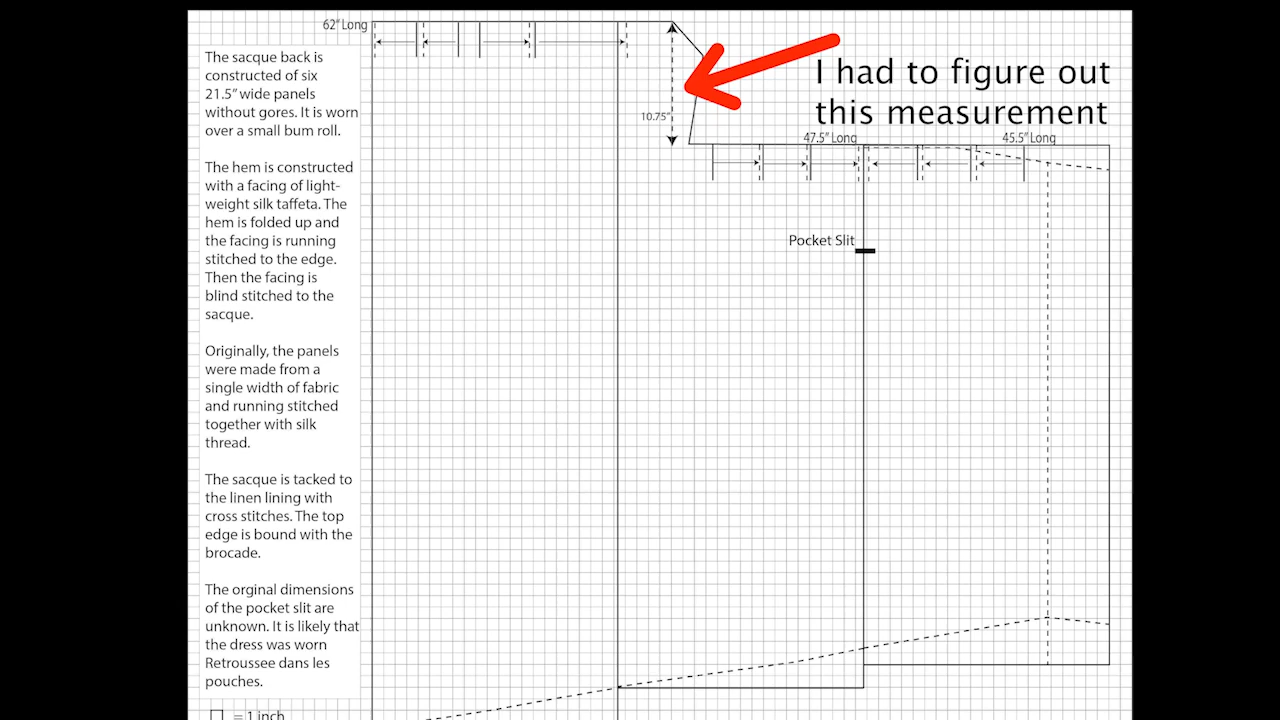 62" Long
The sacque back is
constructed of six
21.5" wide panels
without gores. It is worn
over a small bum roll.
The hem is constructed
with a facing of light-
weight silk taffeta. The
hem is folded up and
the facing is running
stitched to the edge.
Then the facing is
blind stitched to the
sacque.
Originally, the panels
were made from a
single width of fabric
and running stitched
together with silk
thread.
The sacque is tacked to
the linen lining with
cross stitches. The top
edge is bound with the
brocade.
The orginal dimensions
of the pocket slit are
unknown. It is likely that
the dress was worn
Retroussee dans les
pouches.
= 1 inch
I had to figure out
this measurement
10.75"
47.5" Long
45.5" Long
Pocket Slit